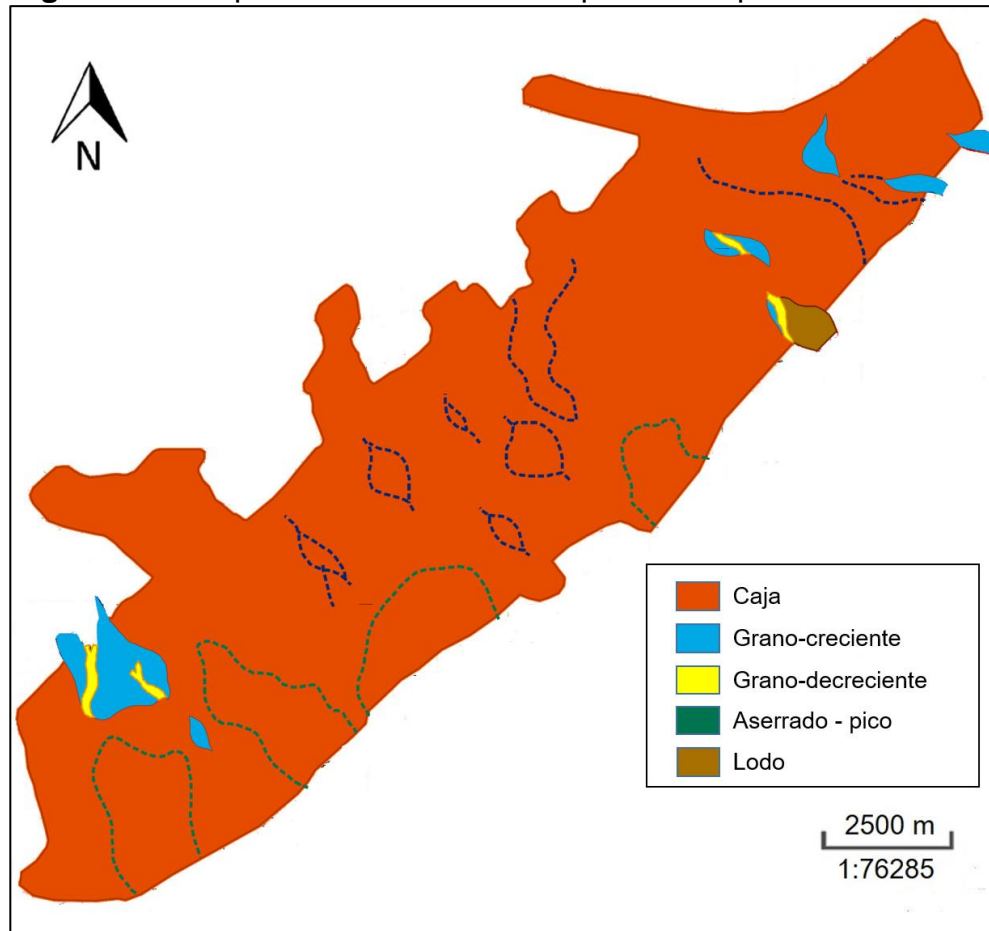 N
Caja
Grano-creciente
Grano-decreciente
Aserrado - pico
Lodo
2500 m
1:76285